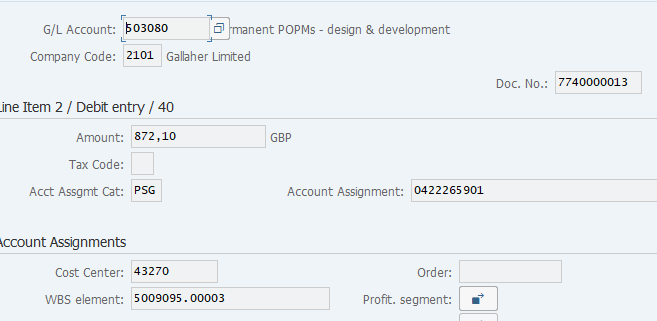 G/L Account: 503080 rmanent POPMs - design & development
Company Code: 2101 Gallaher Limited
Doc. No.: 7740000013
Line Item 2 / Debit entry / 40
Amount: 872,10 GBP
Tax Code:
Acct Assgmt Cat: PSG Account Assignment: 0422265901
Account Assignments
Cost Center: 43270 Order:
WBS element: 5009095.00003 Profit. segment: